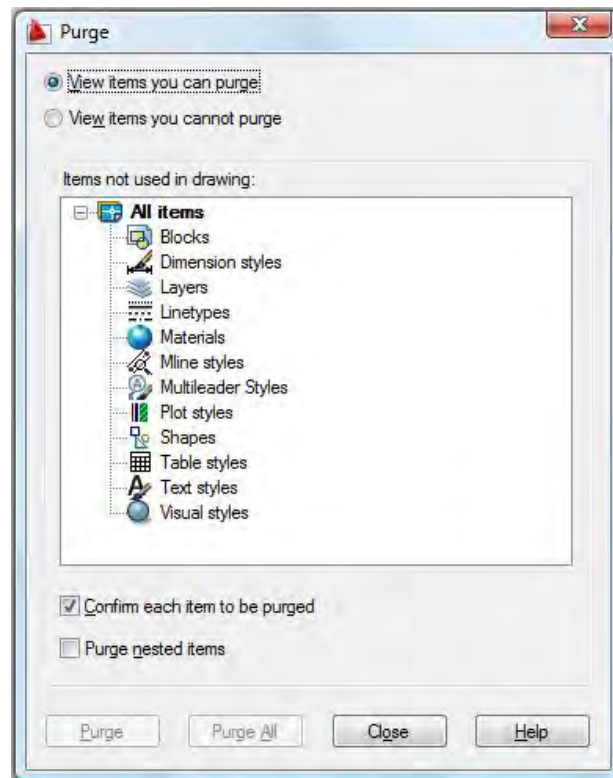 Purge
View items you can purge
View items you cannot purge
Items not used in drawing:
All items
Blocks
Dimension styles
Layers
Linetypes
Materials
Mline styles
Multileader Styles
Plot styles
Shapes
Table styles
Text styles
Visual styles
Confirm each item to be purged
Purge nested items
Purge Purge All Close Help